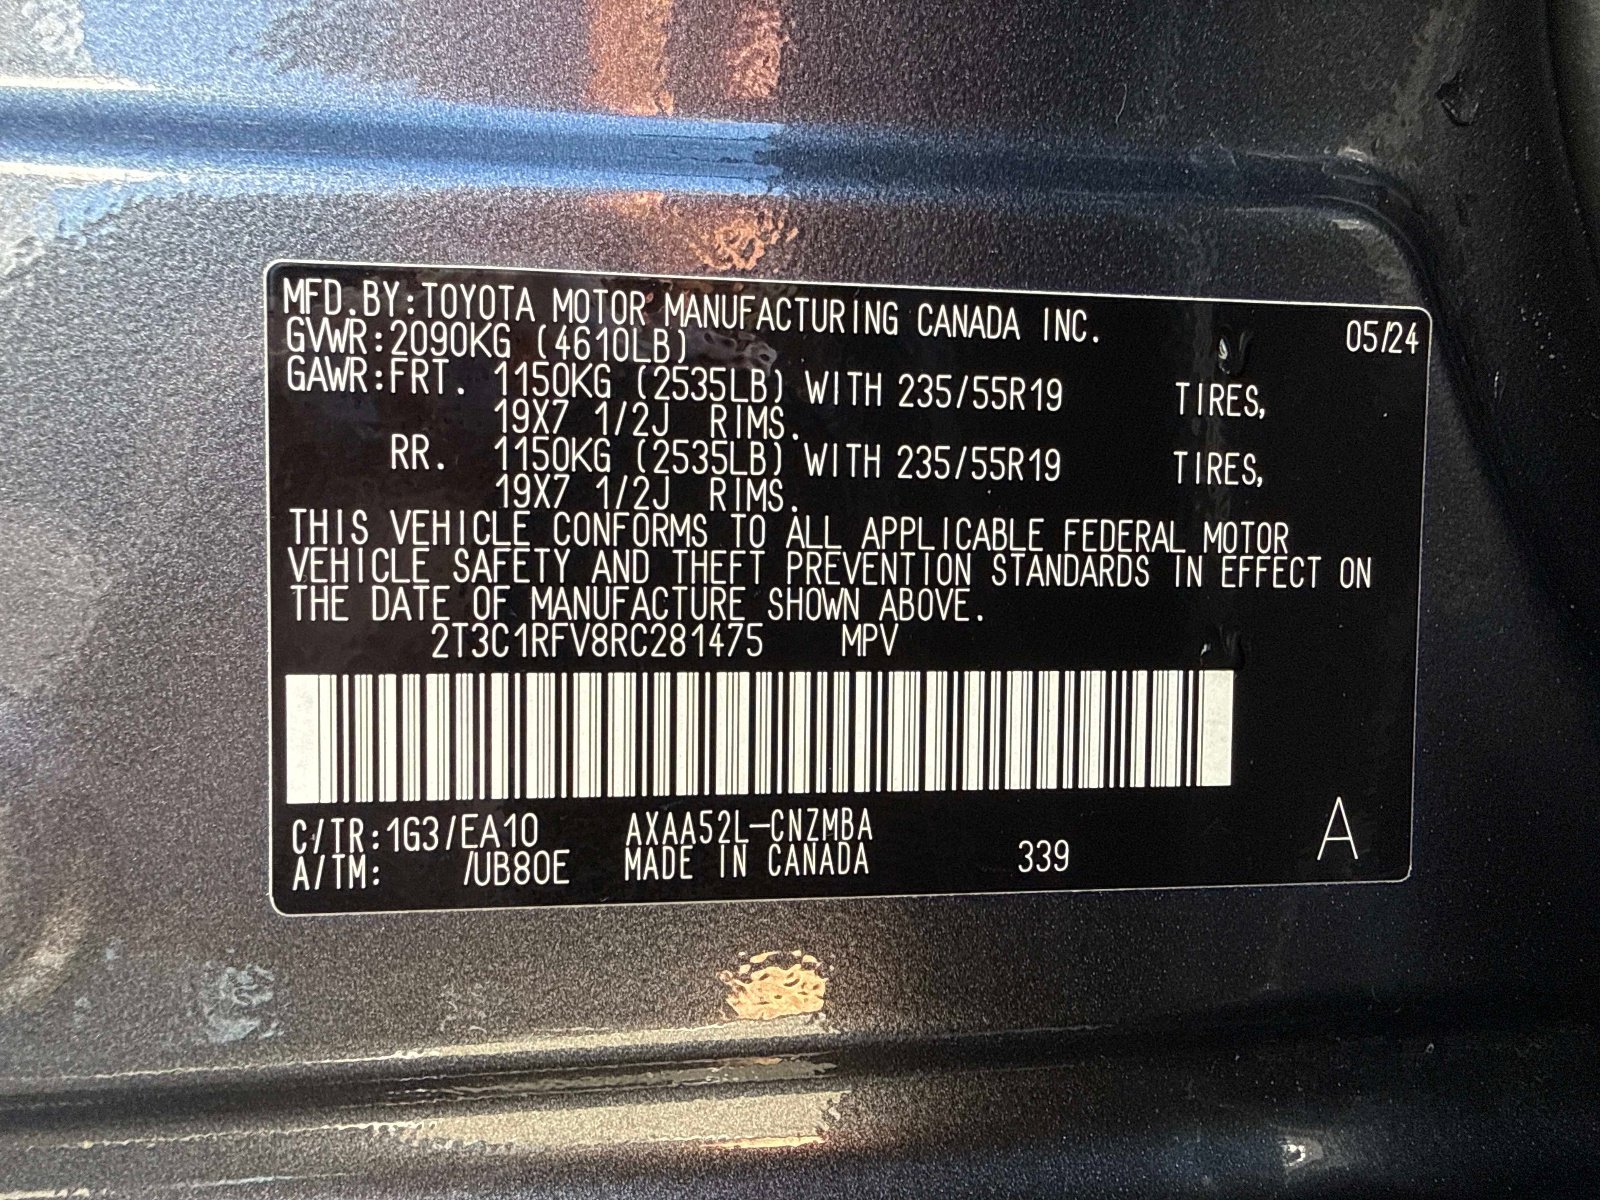 MFD.BY:TOYOTA MOTOR MANUFACTURING CANADA INC. 05/24
GVWR:2090KG (4610LB)
GAWR:FRT. 1150KG (2535LB) WITH 235/55R19 TIRES,
19X7 1/2J RIMS.
RR. 1150KG (2535LB) WITH 235/55R19 TIRES,
19X7 1/2J RIMS.
THIS VEHICLE CONFORMS TO ALL APPLICABLE FEDERAL MOTOR
VEHICLE SAFETY AND THEFT PREVENTION STANDARDS IN EFFECT ON
THE DATE OF MANUFACTURE SHOWN ABOVE.
2T3C1RFV8RC281475 MPV
C/TR:1G3/EA10 AXAA52L-CNZMBA
A/TM: /UB80E MADE IN CANADA 339 A